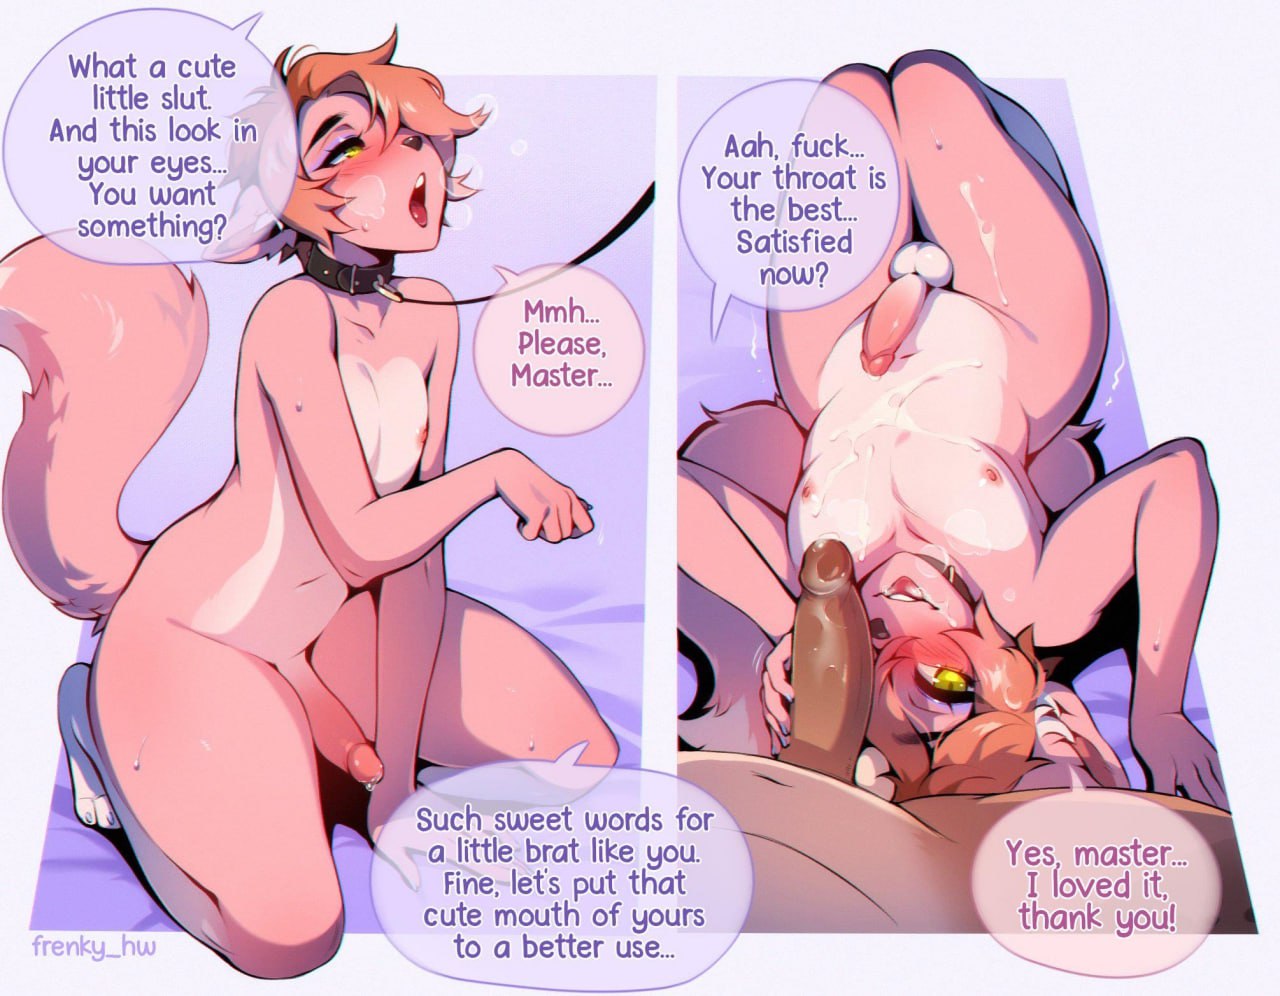 What a cute
little slut.
And this look in
your eyes...
You want
something?
Mmh...
Please,
Master...
Such sweet words for
a little brat like you.
Fine, let's put that
cute mouth of yours
to a better use...
frenky_hw
Aah, fuck...
Your throat is
the best...
Satisfied
now?
Yes, master...
I loved it,
thank you!